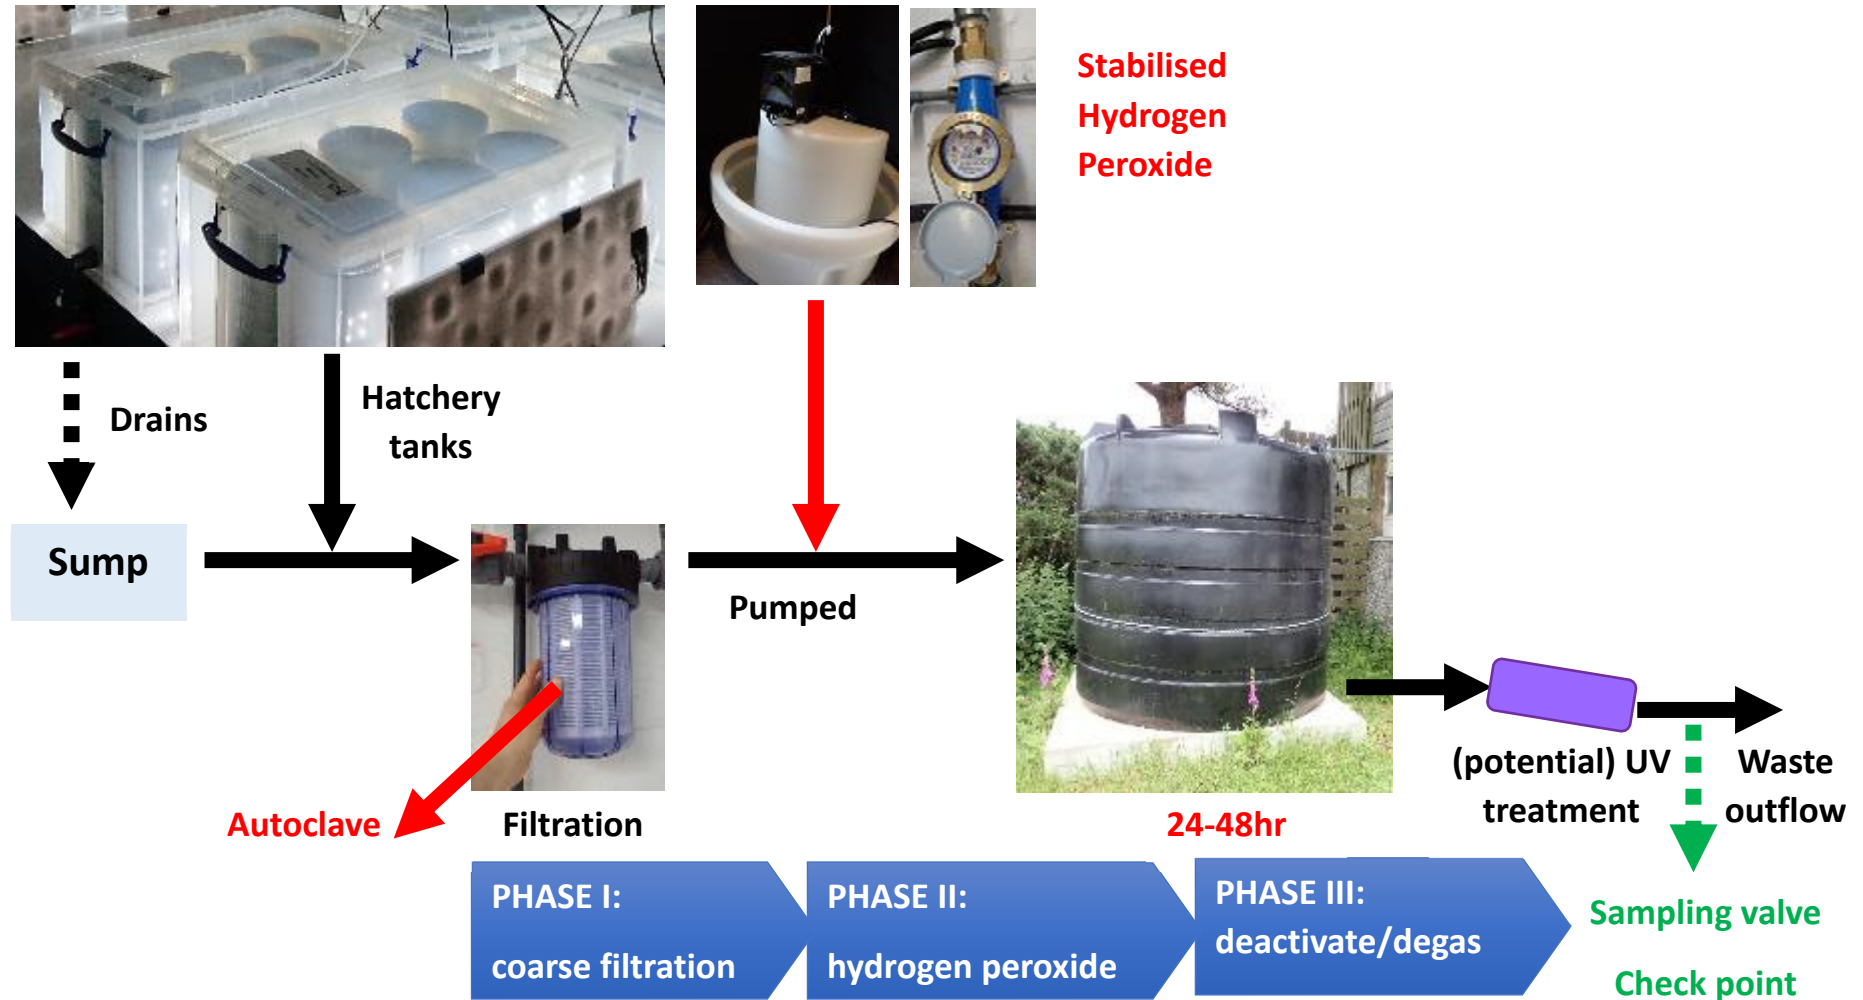 Stabilised
Hydrogen
Peroxide
Drains
Hatchery
tanks
Sump
Pumped
(potential) UV
treatment
Waste
outflow
Autoclave
Filtration
24-48hr
PHASE I:
coarse filtration
PHASE II:
hydrogen peroxide
PHASE III:
deactivate/degas
Sampling valve
Check point